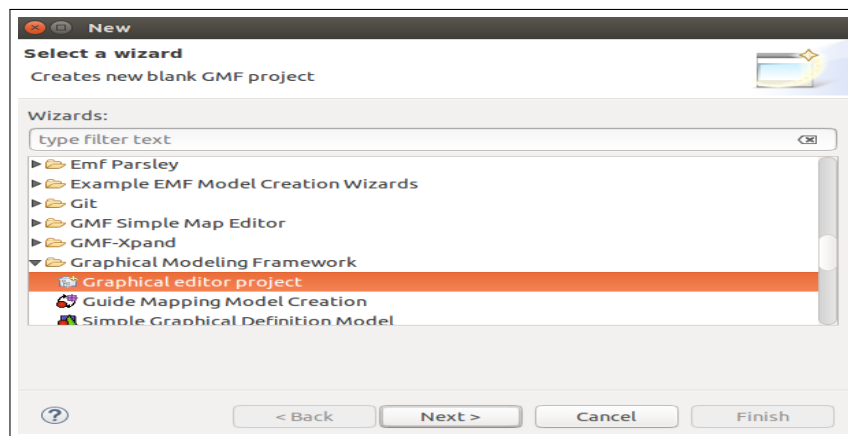 New
Select a wizard
Creates new blank GMF project
Wizards:
type filter text
Emf Parsley
Example EMF Model Creation Wizards
Git
GMF Simple Map Editor
GMF-Xpand
Graphical Modeling Framework
Graphical editor project
Guide Mapping Model Creation
Simple Graphical Definition Model
? < Back Next > Cancel Finish